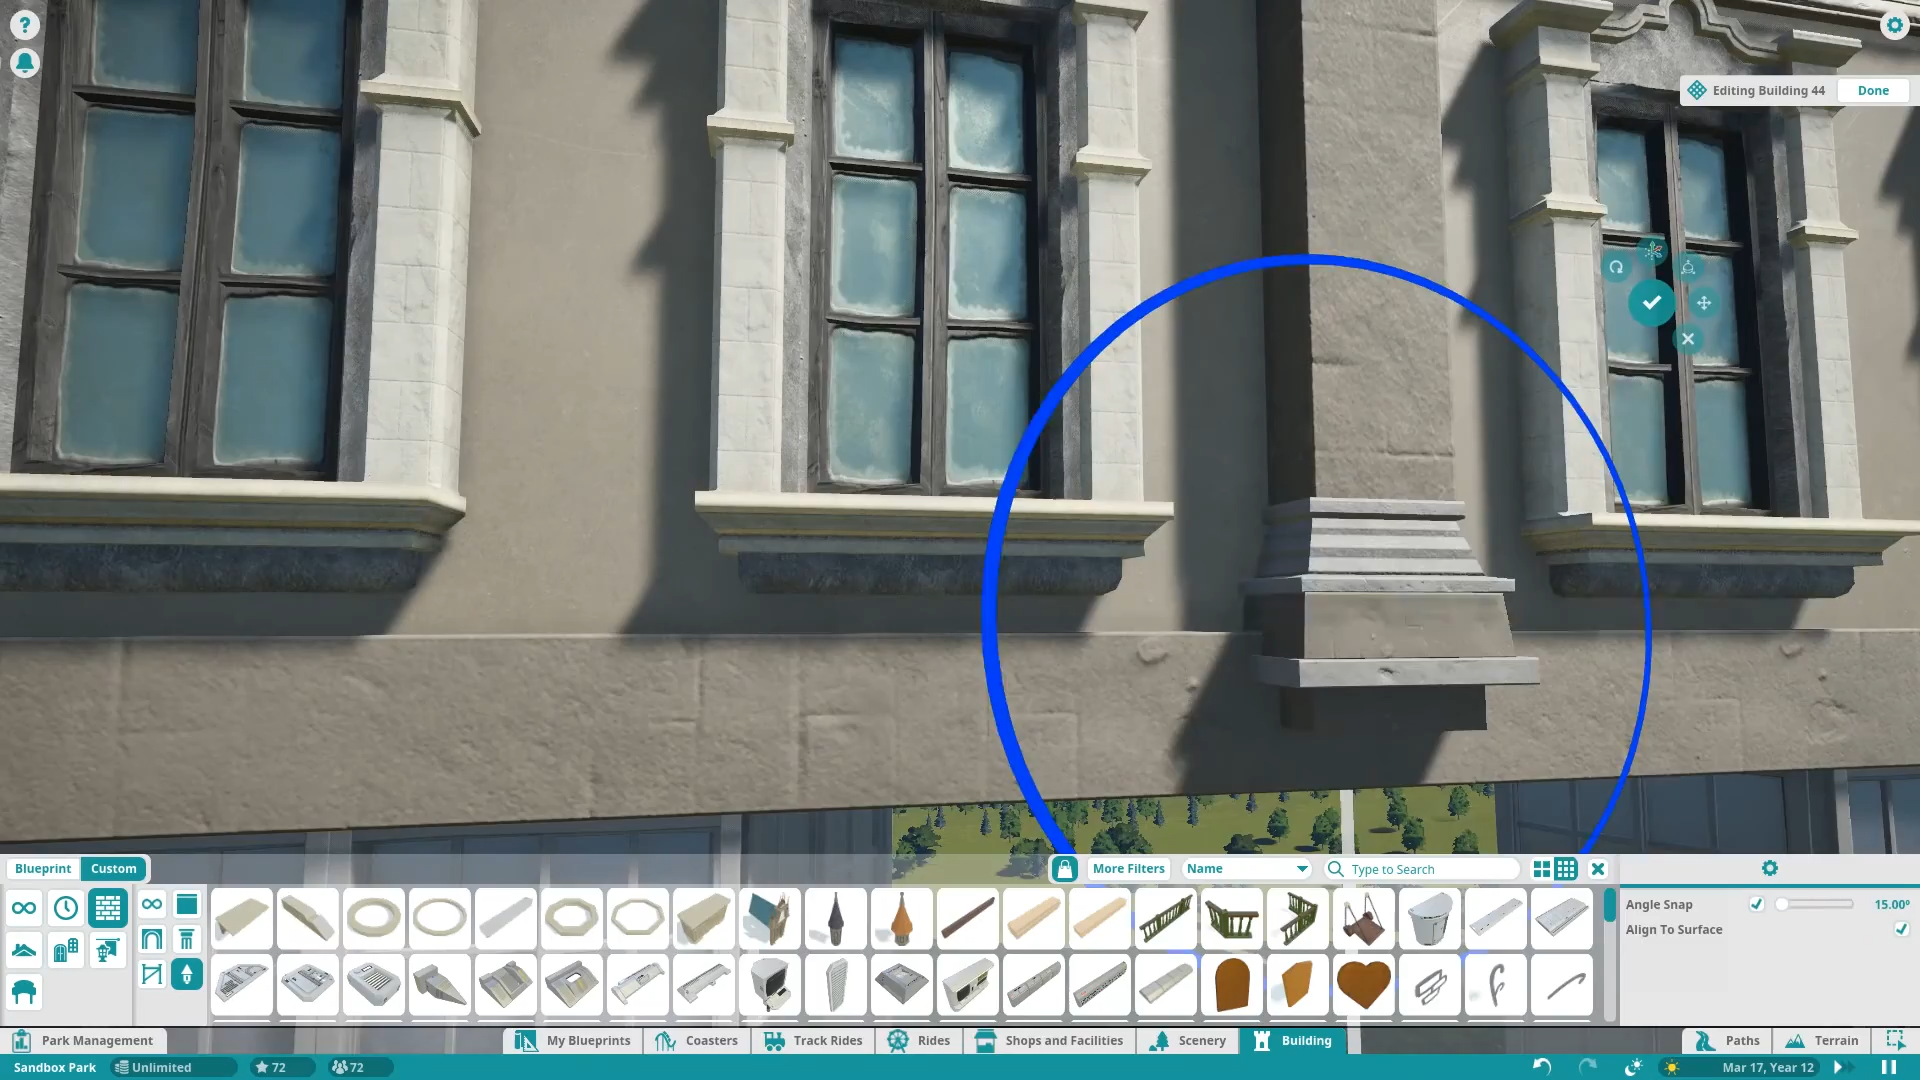 Editing Building 44
Done
Blueprint
Custom
More Filters
Name
Type to Search
Angle Snap
15.00°
Align To Surface
Park Management
My Blueprints
Coasters
Track Rides
Rides
Shops and Facilities
Scenery
Building
Paths
Terrain
Sandbox Park
Unlimited
72
72
Mar 17, Year 12